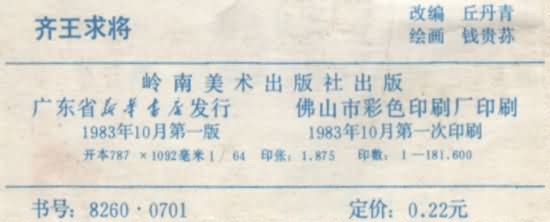 齐王求将
改编 丘丹青
绘画 钱贵荪
岭南美术出版社出版
广东省新华书店发行 佛山市彩色印刷厂印刷
1983年10月第一版 1983年10月第一次印刷
开本787 ×1092毫米1/64 印张:1.875 印数:1—181.600
书号:8260·0701 定价:0.22元